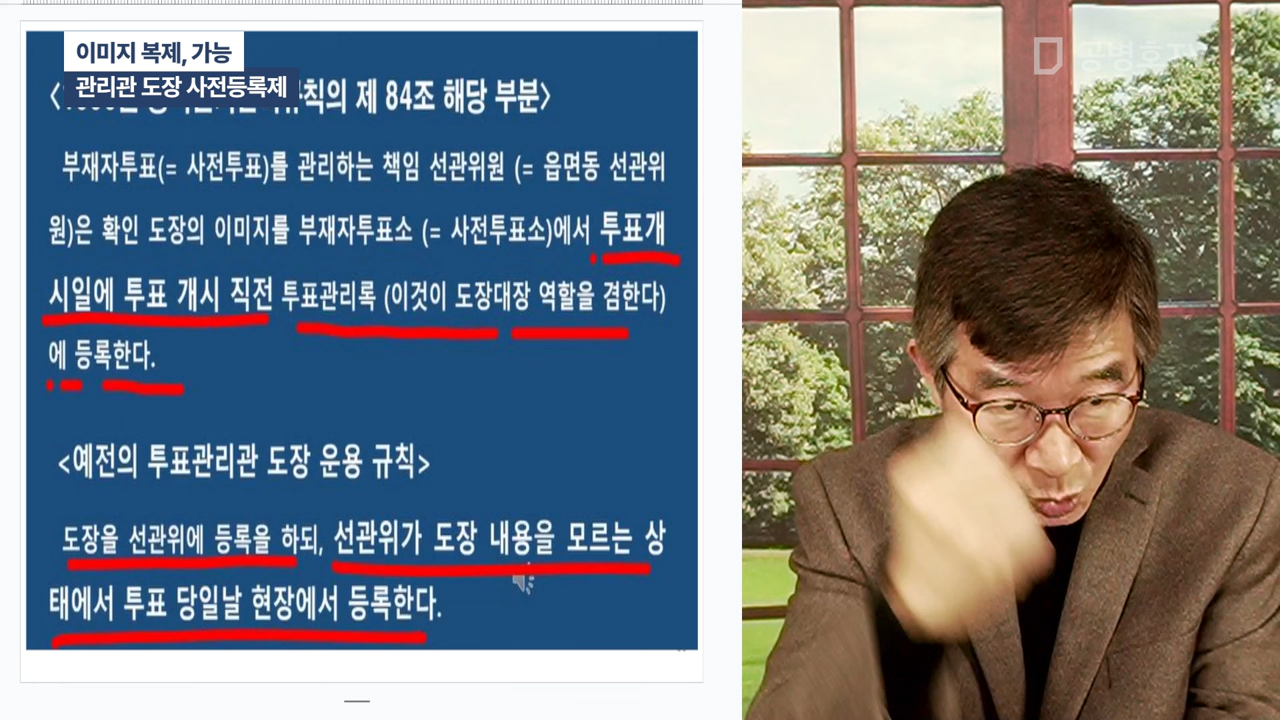 이미지 복제, 가능
관리관 도장 사전등록제
규칙의 제 84조 해당 부분>
부재자투표(= 사전투표)를 관리하는 책임 선관위원 (= 읍면동 선관위
원)은 확인 도장의 이미지를 부재자투표소 (= 사전투표소)에서 투표개
시일에 투표 개시 직전 투표관리록 (이것이 도장대장 역할을 겸한다)
에 등록한다.
<예전의 투표관리관 도장 운용 규칙>
도장을 선관위에 등록을 하되, 선관위가 도장 내용을 모르는 상
태에서 투표 당일날 현장에서 등록한다.
공병호TV